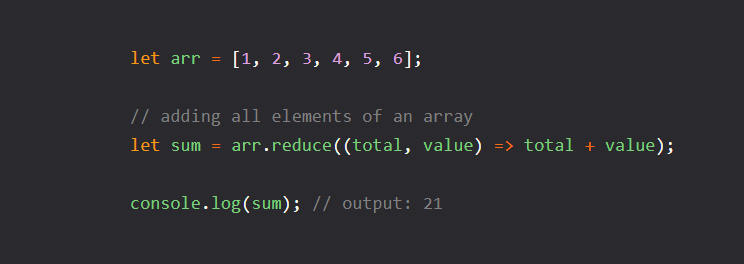 let arr = [1, 2, 3, 4, 5, 6];
// adding all elements of an array
let sum = arr.reduce((total, value) => total + value);
console.log(sum); // output: 21